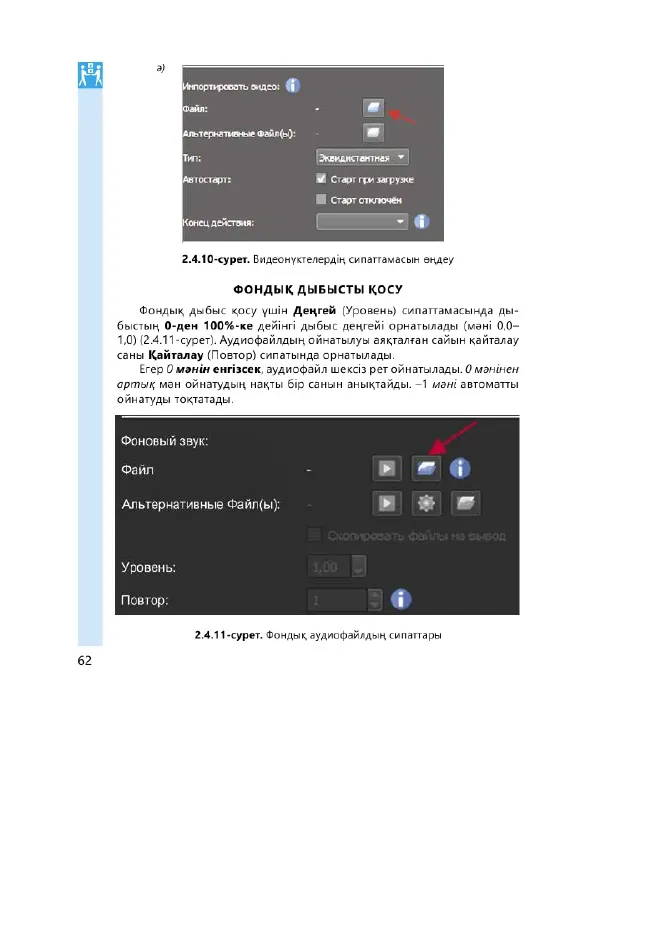 ә)
Импортировать видео:
Файл: -
Альтернативные Файл(ы): -
Тип: Эквидистантная
Автостарт: Старт при загрузке
Старт отключён
Конец действия:
2.4.10-сурет. Видеонүктелердің сипаттамасын өңдеу
ФОНДЫҚ ДЫБЫСТЫ ҚОСУ
Фондық дыбыс қосу үшін Деңгей (Уровень) сипаттамасында ды-
быстың 0-ден 100%-ке дейінгі дыбыс деңгейі орнатылады (мәні 0,0–
1,0) (2.4.11-сурет). Аудиофайлдың ойнатылуы аяқталған сайын қайталау
саны Қайталау (Повтор) сипатында орнатылады.
Егер 0 мәнін енгізсек, аудиофайл шексіз рет ойнатылады. 0 мәнінен
артық мән ойнатудың нақты бір санын анықтайды. –1 мәні автоматты
ойнатуды тоқтатады.
Фоновый звук:
Файл -
Альтернативные Файл(ы): -
Скопировать файлы на вывод
Уровень: 1,00
Повтор: 1
2.4.11-сурет. Фондық аудиофайлдың сипаттары
62